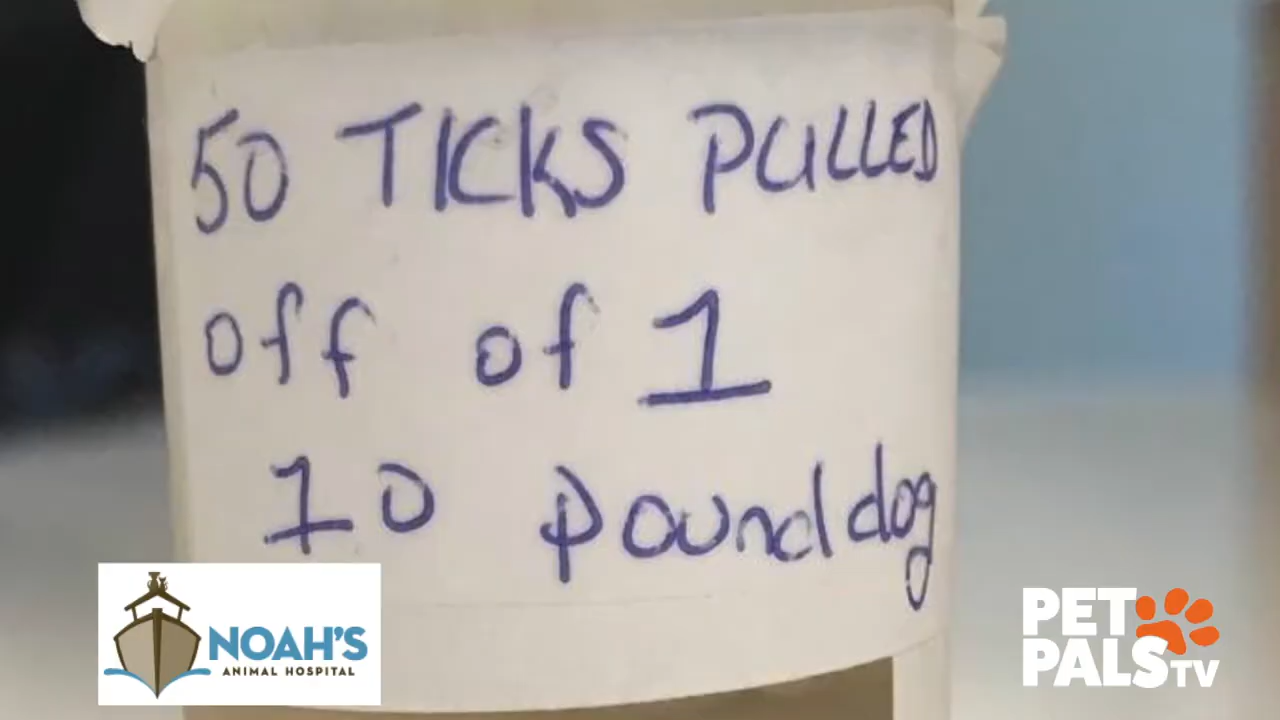 50 TICKS PULLED
off of 1
10 pound dog
NOAH'S
ANIMAL HOSPITAL
PET
PALS TV